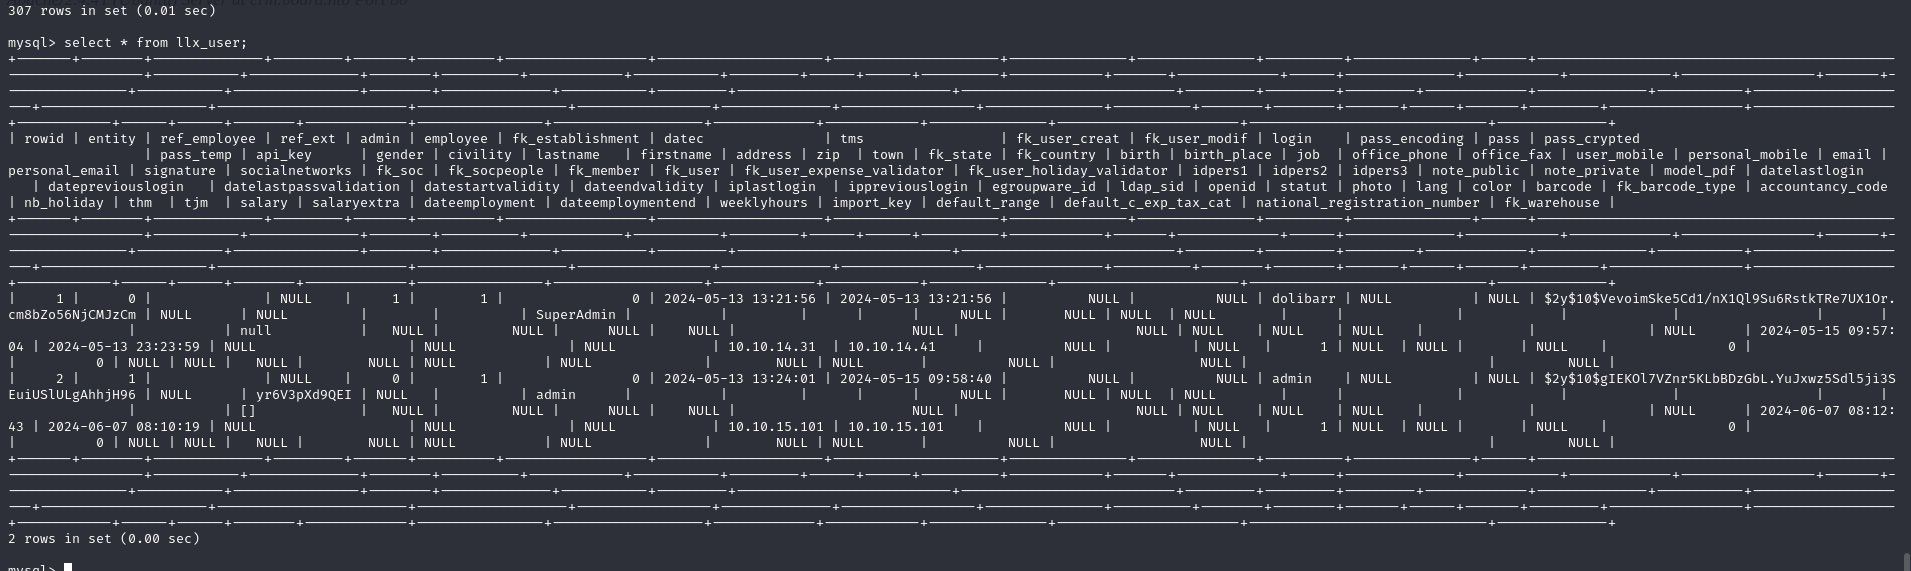 307 rows in set (0.01 sec)
mysql> select * from llx_user;
| rowid | entity | ref_employee | ref_ext | admin | employee | fk_establishment | datec | tms | fk_user_creat | fk_user_modif | login | pass_encoding | pass | pass_crypted
| pass_temp | api_key | gender | civility | lastname | firstname | address | zip | town | fk_state | fk_country | birth | birth_place | job | office_phone | office_fax | user_mobile | personal_mobile | email |
personal_email | signature | socialnetworks | fk_soc | fk_socpeople | fk_member | fk_user | fk_user_expense_validator | fk_user_holiday_validator | idpers1 | idpers2 | idpers3 | note_public | note_private | model_pdf | datelastlogin
| datepreviouslogin | datelastpassvalidation | datestartvalidity | dateendvalidity | iplastlogin | ippreviouslogin | egroupware_id | ldap_sid | openid | statut | photo | lang | color | barcode | fk_barcode_type | accountancy_code
| nb_holiday | thm | tjm | salary | salaryextra | dateemployment | dateemploymentend | weeklyhours | import_key | default_range | default_c_exp_tax_cat | national_registration_number | fk_warehouse |
| 1 | 0 | | NULL | 1 | 1 | 0 | 2024-05-13 13:21:56 | 2024-05-13 13:21:56 | NULL | NULL | dolibarr | NULL | NULL | $2y$10$VevoimSke5Cd1/nX1Ql9Su6RstkTRe7UX1Or.
cm8bZo56NjCMJzCm | NULL | NULL | | | SuperAdmin | | | | | NULL | NULL | NULL | NULL | | | | | | |
| | null | NULL | NULL | NULL | NULL | NULL | NULL | NULL | NULL | NULL | | | NULL | 2024-05-15 09:57:
04 | 2024-05-13 23:23:59 | NULL | NULL | NULL | 10.10.14.31 | 10.10.14.41 | NULL | | NULL | 1 | NULL | NULL | | NULL | 0 |
| 0 | NULL | NULL | NULL | NULL | NULL | NULL | NULL | NULL | NULL | NULL | | NULL |
| 2 | 1 | | NULL | 0 | 1 | 0 | 2024-05-13 13:24:01 | 2024-05-15 09:58:40 | NULL | NULL | admin | NULL | NULL | $2y$10$gIEKOl7VZnr5KLbBDzGbL.YuJxwz5Sdl5ji3S
EuiUSlULgAhhjH96 | NULL | yr6V3pXd9QEI | NULL | | admin | | | | | NULL | NULL | NULL | NULL | | | | | | |
| | [] | NULL | NULL | NULL | NULL | NULL | NULL | NULL | NULL | NULL | | | NULL | 2024-06-07 08:12:
43 | 2024-06-07 08:10:19 | NULL | NULL | NULL | 10.10.15.101 | 10.10.15.101 | NULL | | NULL | 1 | NULL | NULL | | NULL | 0 |
| 0 | NULL | NULL | NULL | NULL | NULL | NULL | NULL | NULL | NULL | NULL | | NULL |
2 rows in set (0.00 sec)
mysql>